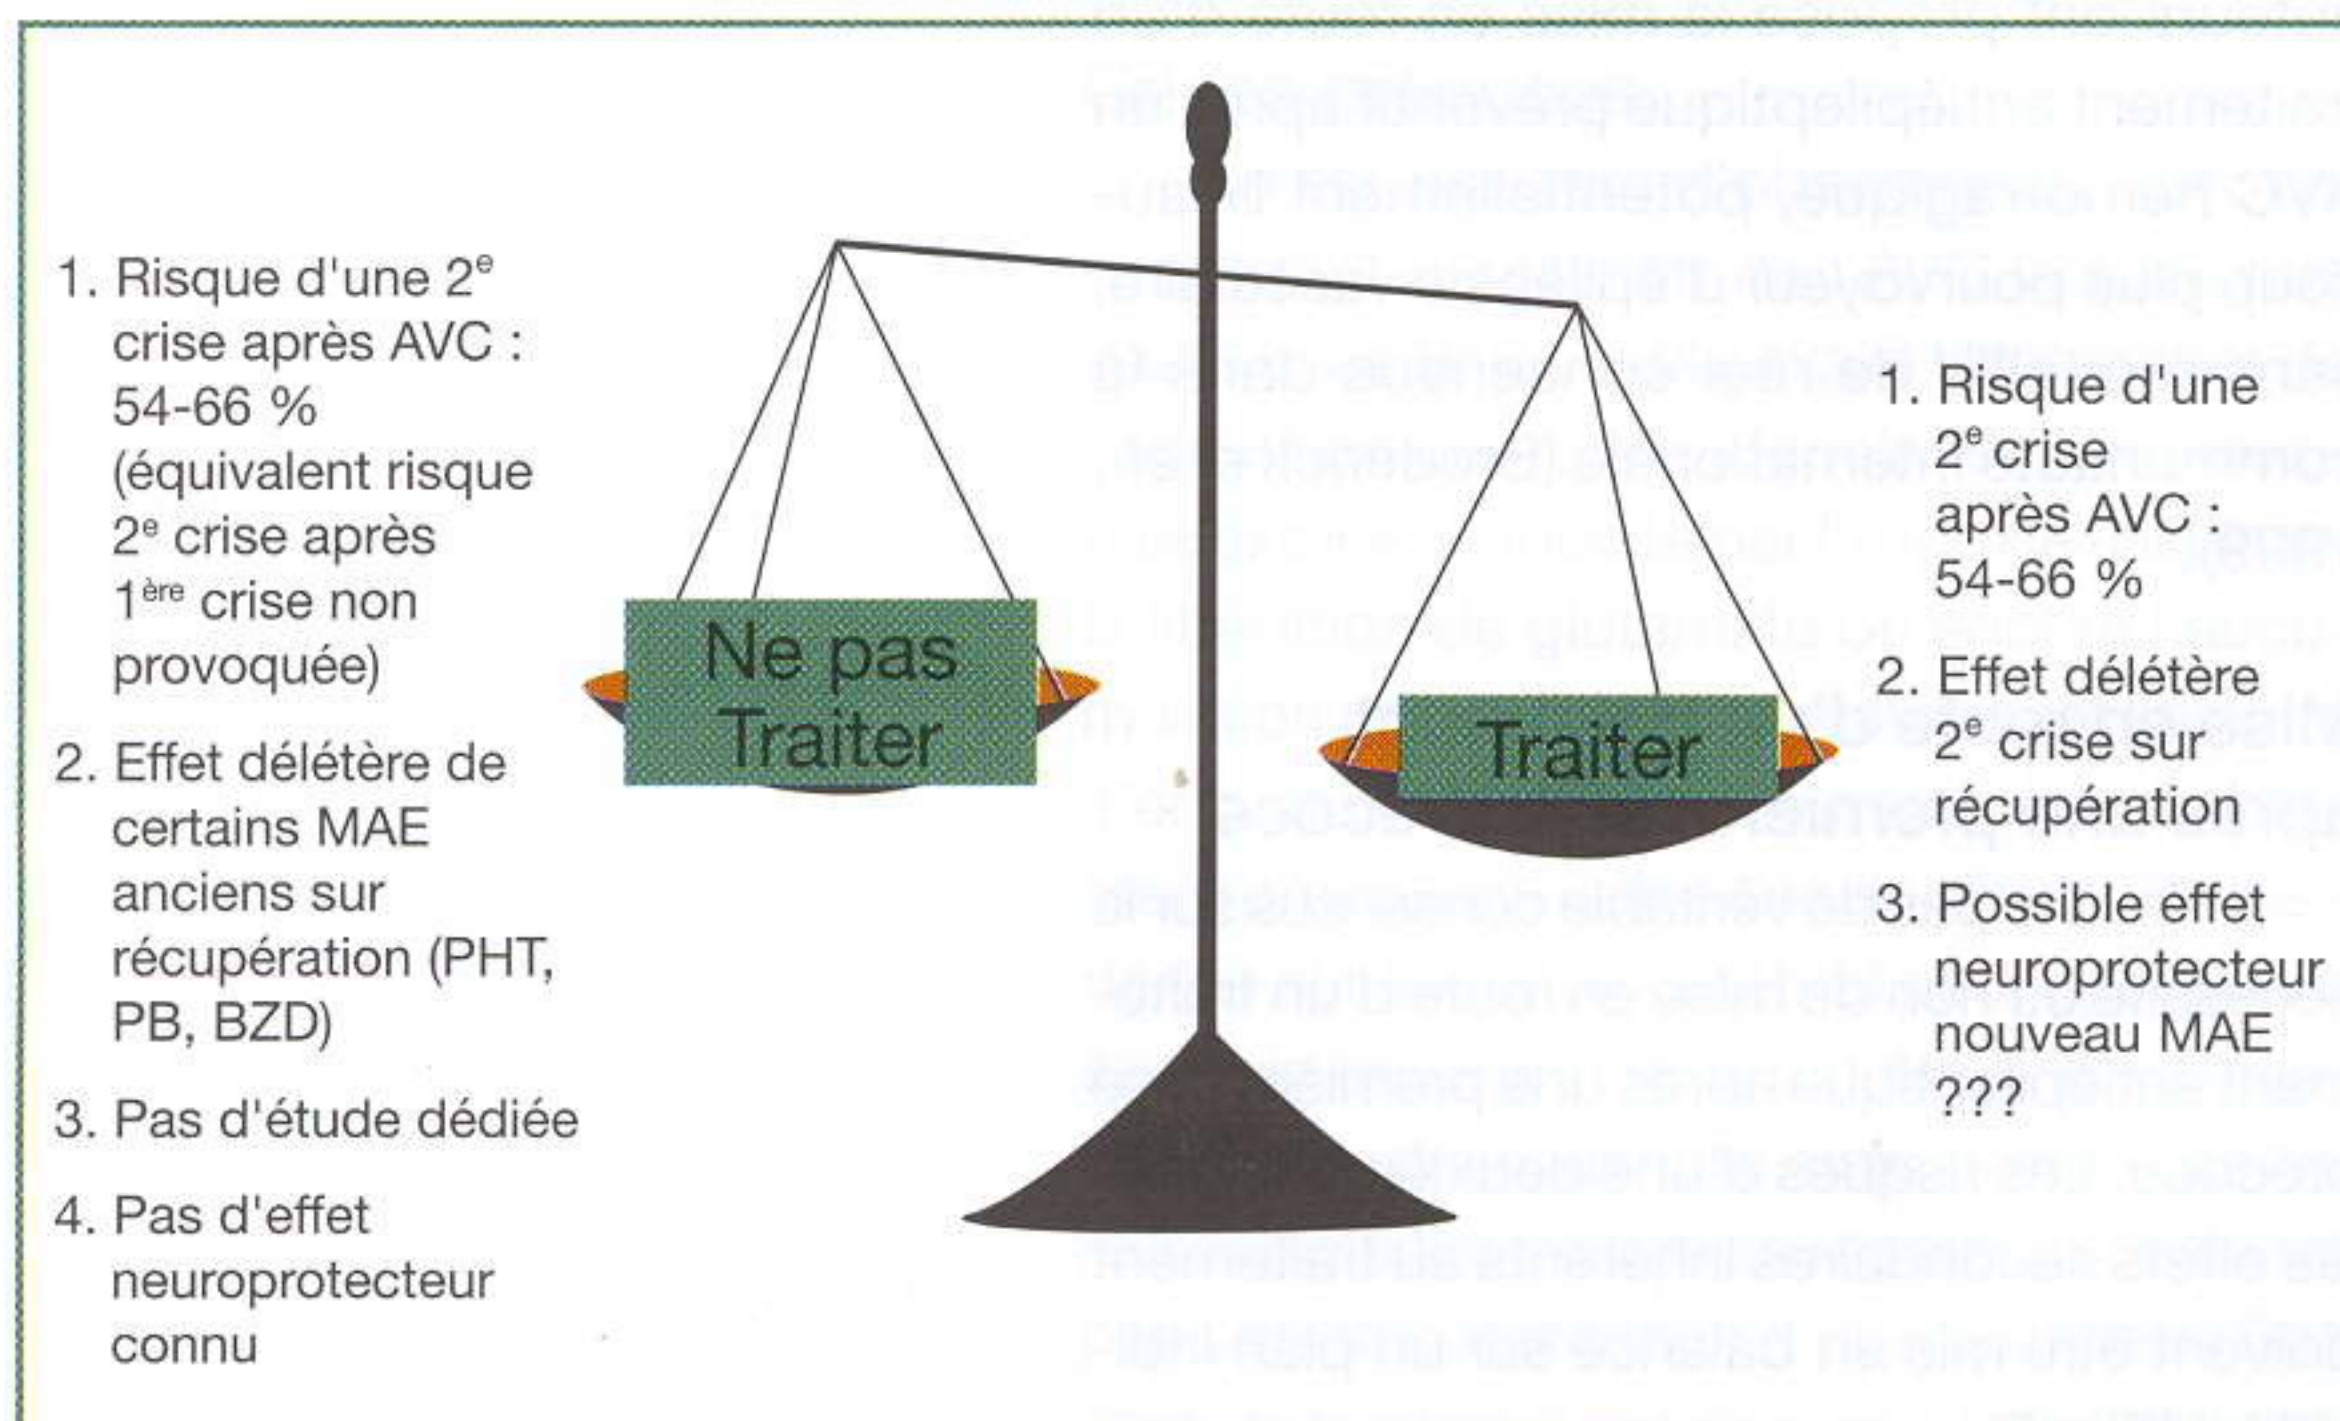 1. Risque d'une 2e
crise après AVC :
54-66 %
(équivalent risque
2e crise après
1ère crise non
provoquée)
2. Effet délétère de
certains MAE
anciens sur
récupération (PHT,
PB, BZD)
3. Pas d'étude dédiée
4. Pas d'effet
neuroprotecteur
connu
Ne pas
Traiter
Traiter
1. Risque d'une
2e crise
après AVC :
54-66 %
2. Effet délétère
2e crise sur
récupération
3. Possible effet
neuroprotecteur
nouveau MAE
???